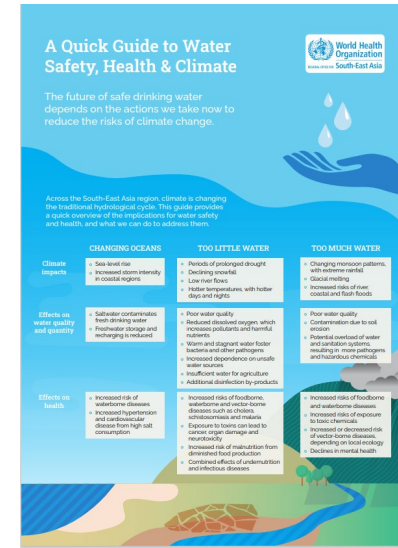 A Quick Guide to Water
Safety, Health & Climate
World Health
Organization
REGIONAL OFFICE FOR South-East Asia
The future of safe drinking water
depends on the actions we take now to
reduce the risks of climate change.
Across the South-East Asia region, climate is changing
the traditional hydrological cycle. This guide provides
a quick overview of the implications for water safety
and health, and what we can do to address them.
CHANGING OCEANS
TOO LITTLE WATER
TOO MUCH WATER
Climate
impacts
Sea-level rise
Increased storm intensity
in coastal regions
Periods of prolonged drought
Declining snowfall
Low river flows
Hotter temperatures, with hotter
days and nights
Changing monsoon patterns,
with extreme rainfall
Glacial melting
Increased risks of river,
coastal and flash floods
Effects on
water quality
and quantity
Saltwater contaminates
fresh drinking water
Freshwater storage and
recharging is reduced
Poor water quality
Reduced dissolved oxygen, which
increases pollutants and harmful
nutrients
Warm and stagnant water foster
bacteria and other pathogens
Increased dependence on unsafe
water sources
Insufficient water for agriculture
Additional disinfection by-products
Poor water quality
Contamination due to soil
erosion
Potential overload of water
and sanitation systems,
resulting in more pathogens
and hazardous chemicals
Effects on
health
Increased risk of
waterborne diseases
Increased hypertension
and cardiovascular
disease from high salt
consumption
Increased risks of foodborne,
waterborne and vector-borne
diseases such as cholera,
schistosomiasis and malaria
Exposure to toxins can lead to
cancer, organ damage and
neurotoxicity
Increased risk of malnutrition from
diminished food production
Combined effects of undernutrition
and infectious diseases
Increased risks of foodborne
and waterborne diseases
Increased risks of exposure
to toxic chemicals
Increased or decreased risk
of vector-borne diseases,
depending on local ecology
Declines in mental health